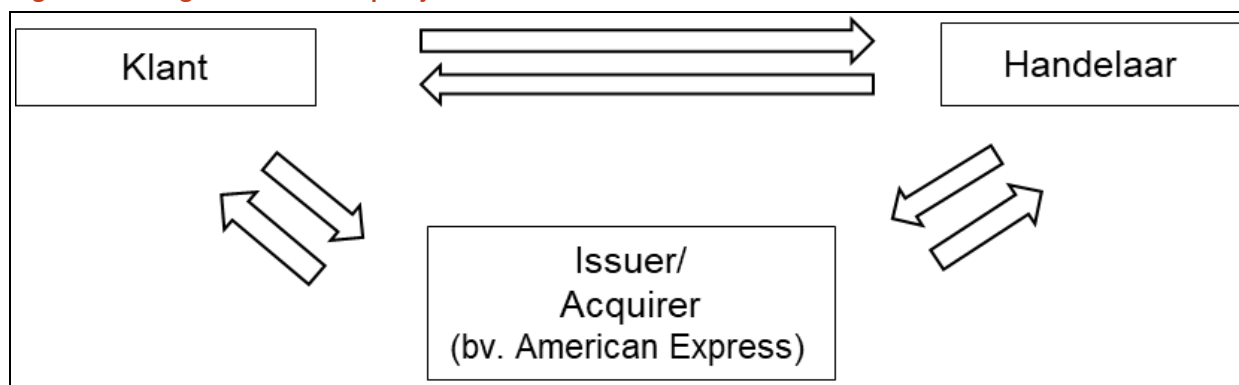 Klant
Handelaar
Issuer/
Acquirer
(bv. American Express)